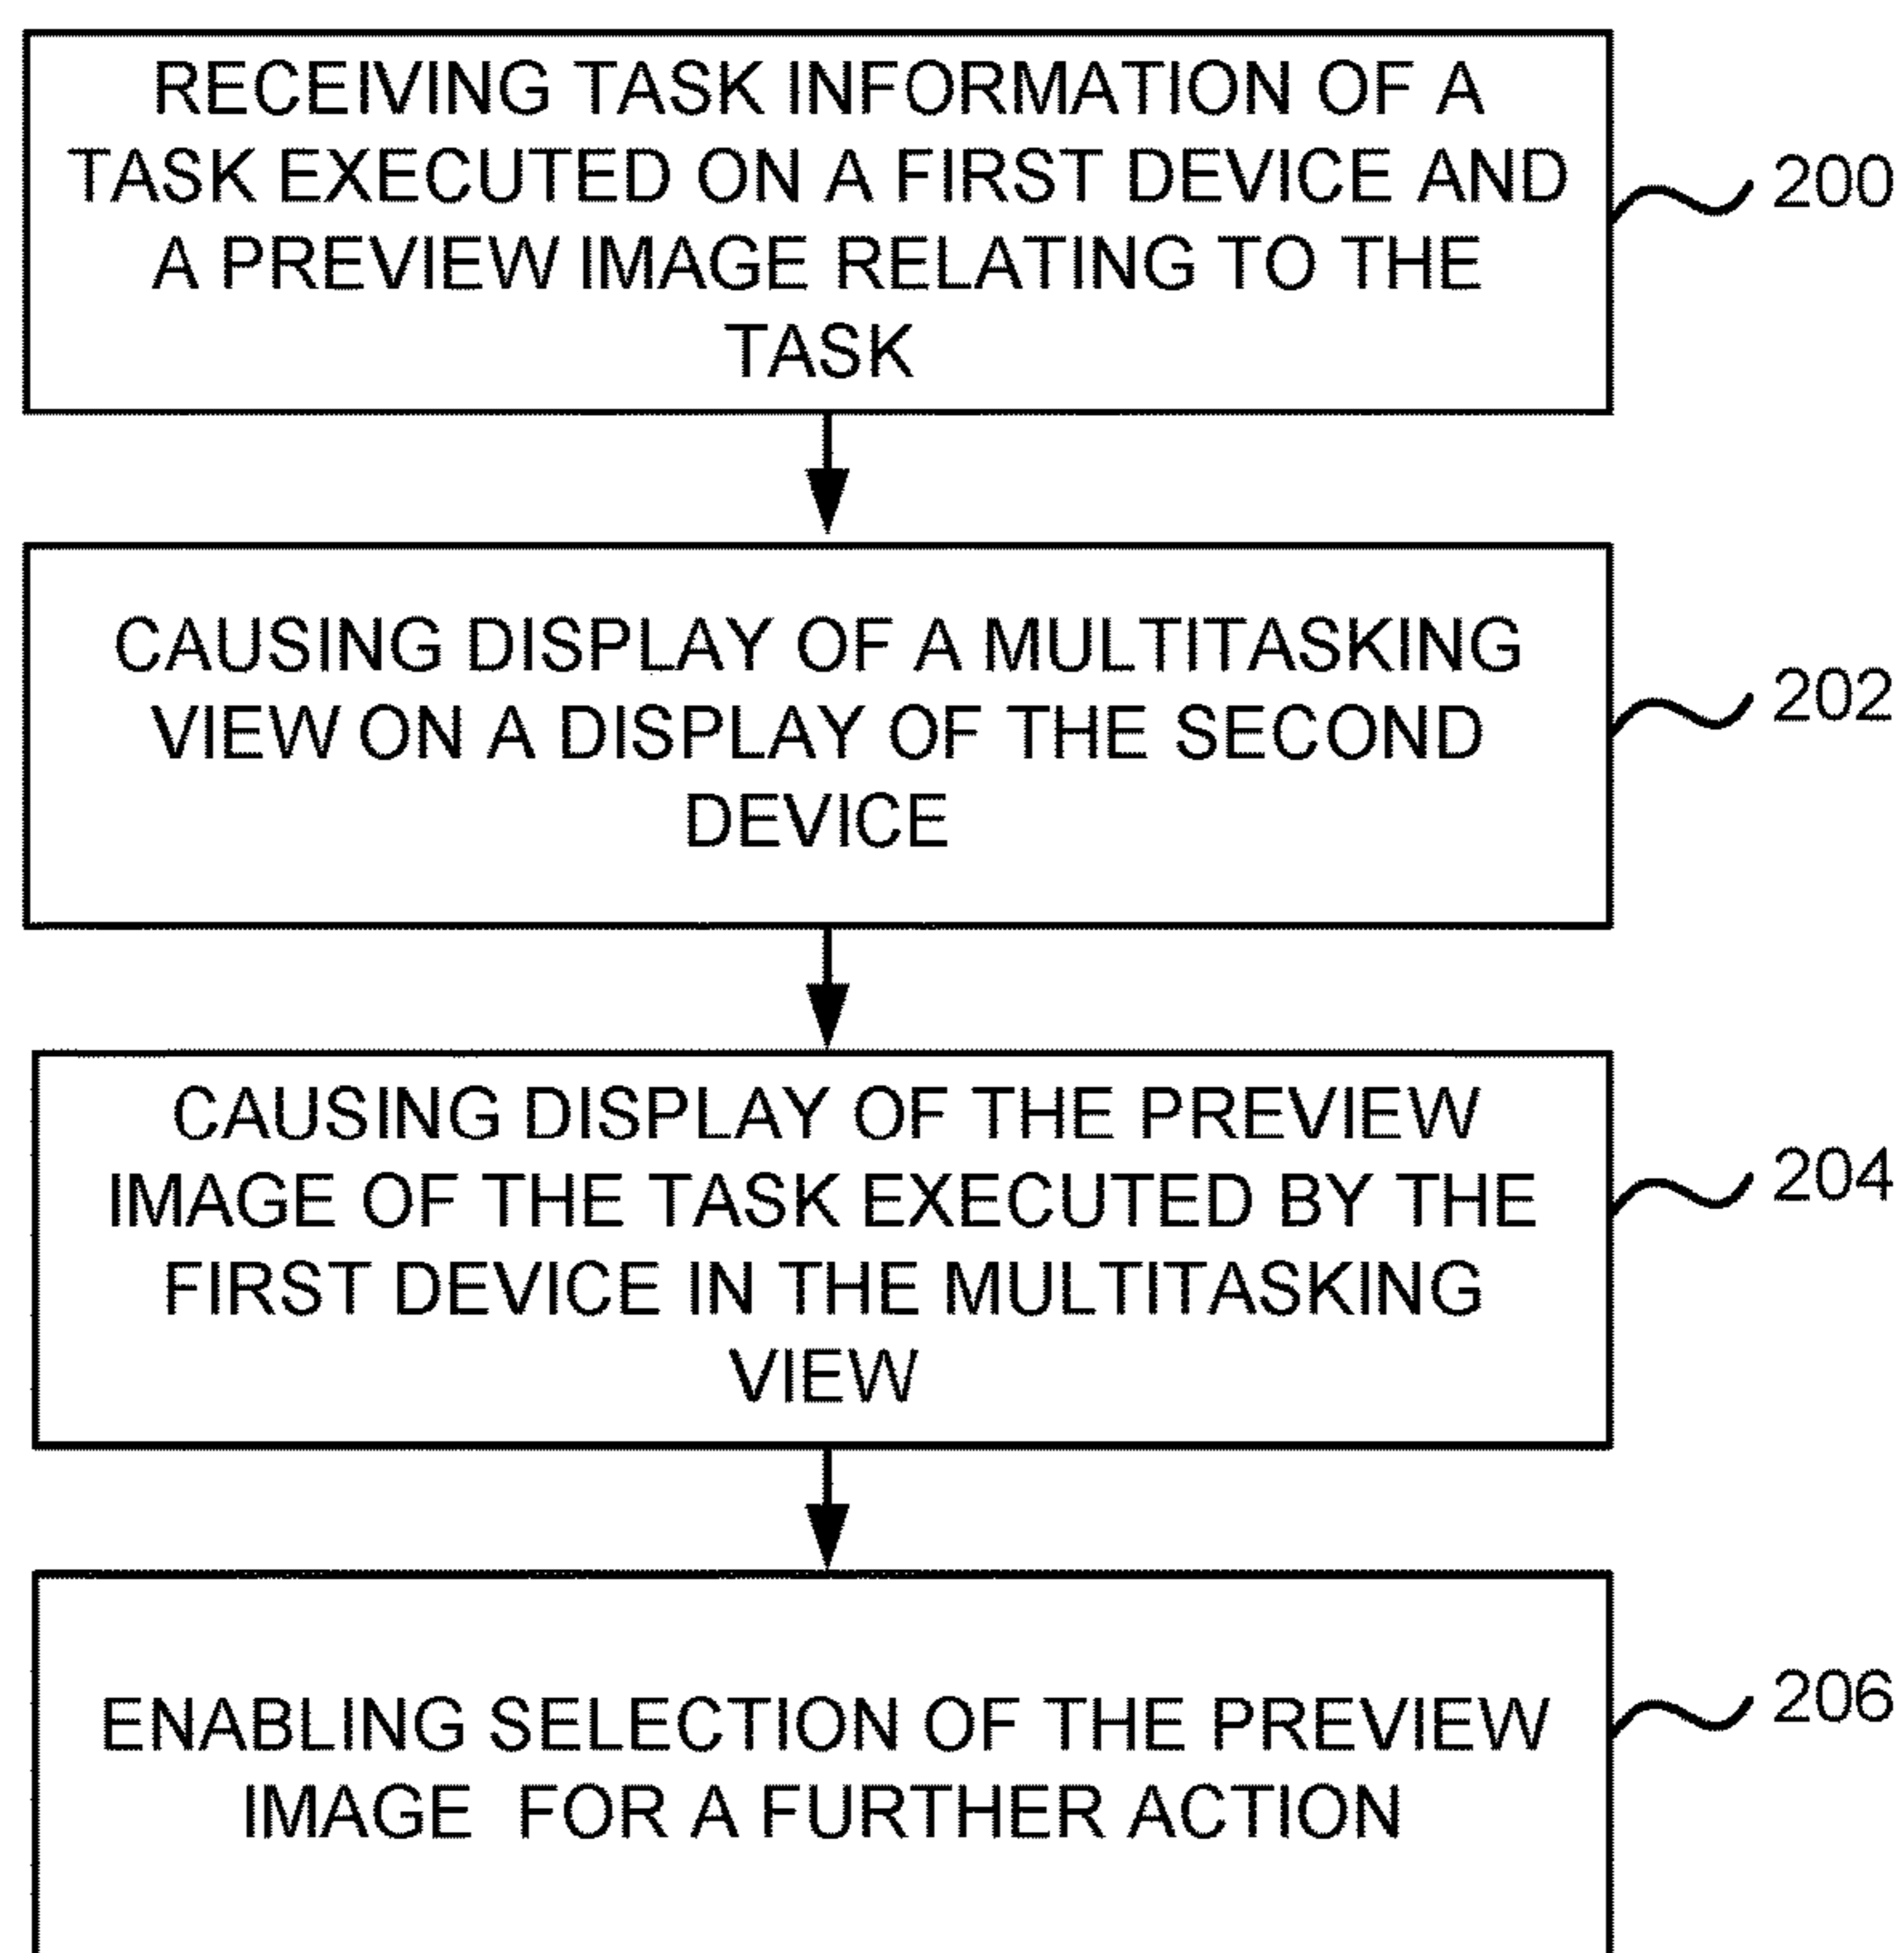 RECEIVING TASK INFORMATION OF A
TASK EXECUTED ON A FIRST DEVICE AND
A PREVIEW IMAGE RELATING TO THE
TASK
200
CAUSING DISPLAY OF A MULTITASKING
VIEW ON A DISPLAY OF THE SECOND
DEVICE
202
CAUSING DISPLAY OF THE PREVIEW
IMAGE OF THE TASK EXECUTED BY THE
FIRST DEVICE IN THE MULTITASKING
VIEW
204
ENABLING SELECTION OF THE PREVIEW
IMAGE FOR A FURTHER ACTION
206